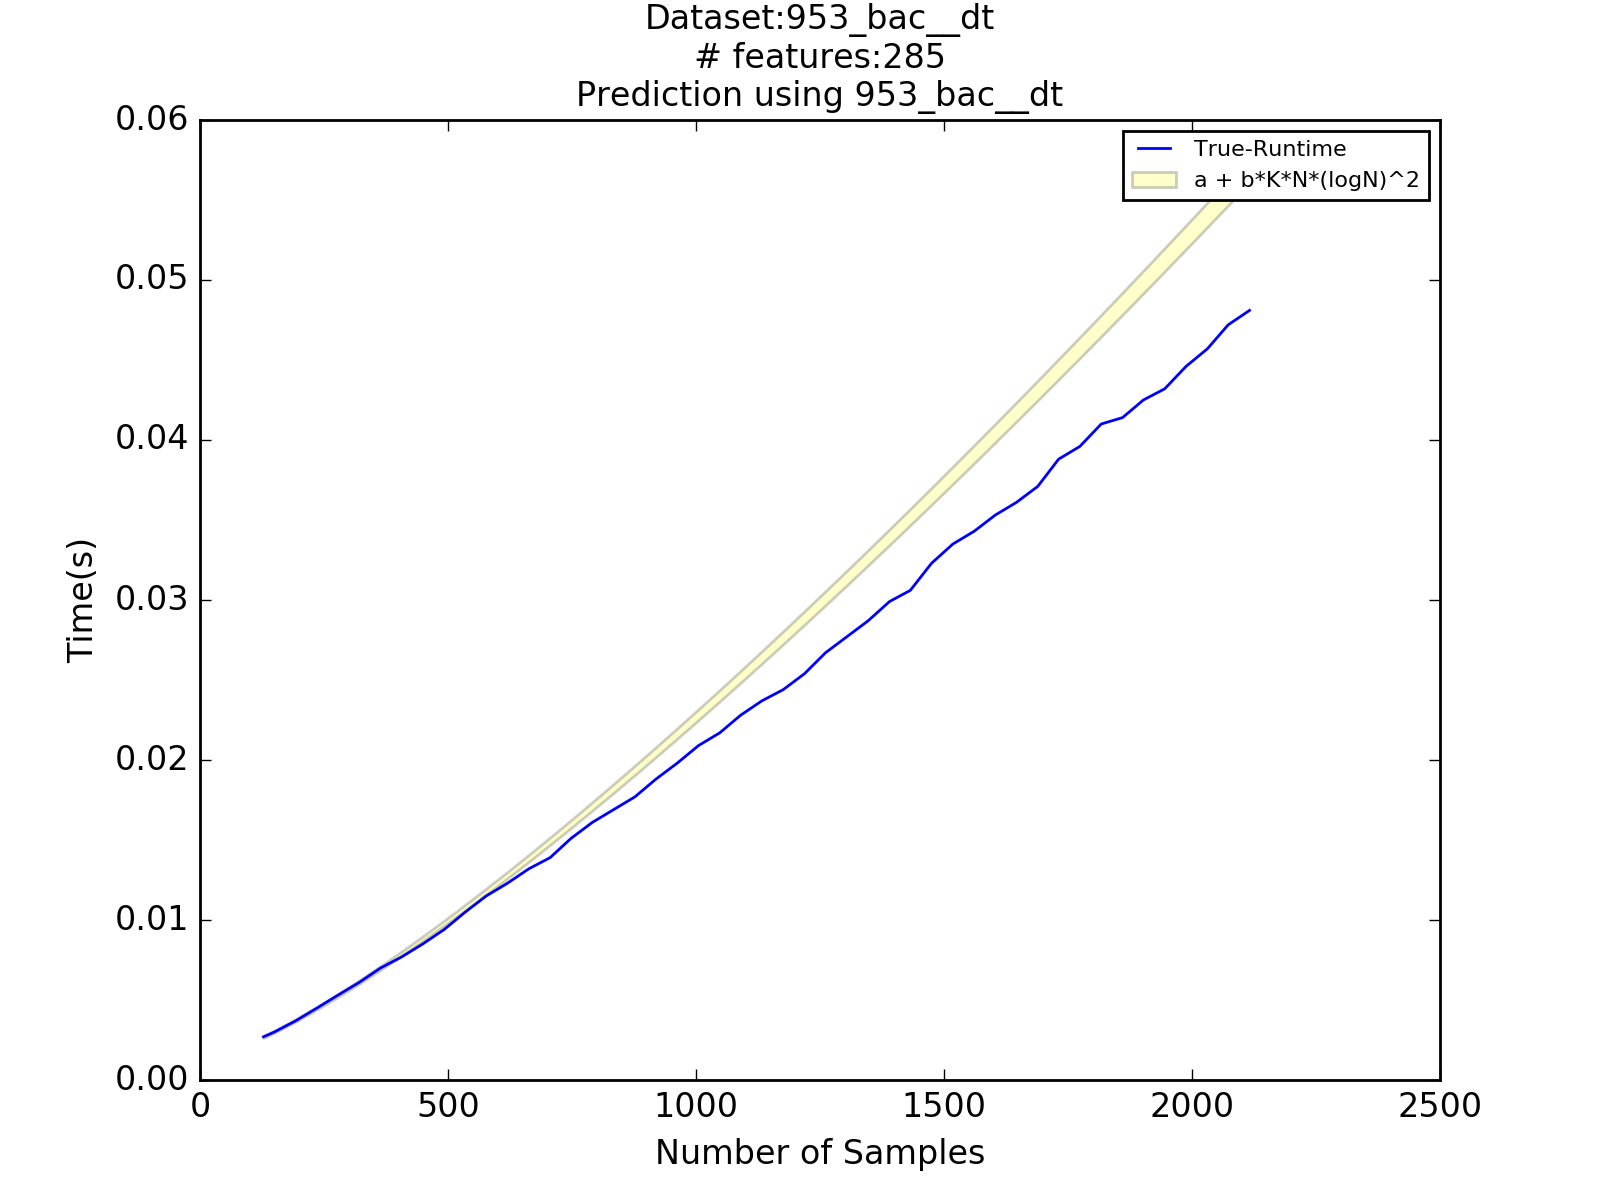 Dataset:953_bac__dt
# features:285
Prediction using 953_bac__dt
0.06
True-Runtime
a + b*K*N*(logN)^2
0.05
0.04
0.03
0.02
0.01
0.00
Time(s)
0 500 1000 1500 2000 2500
Number of Samples